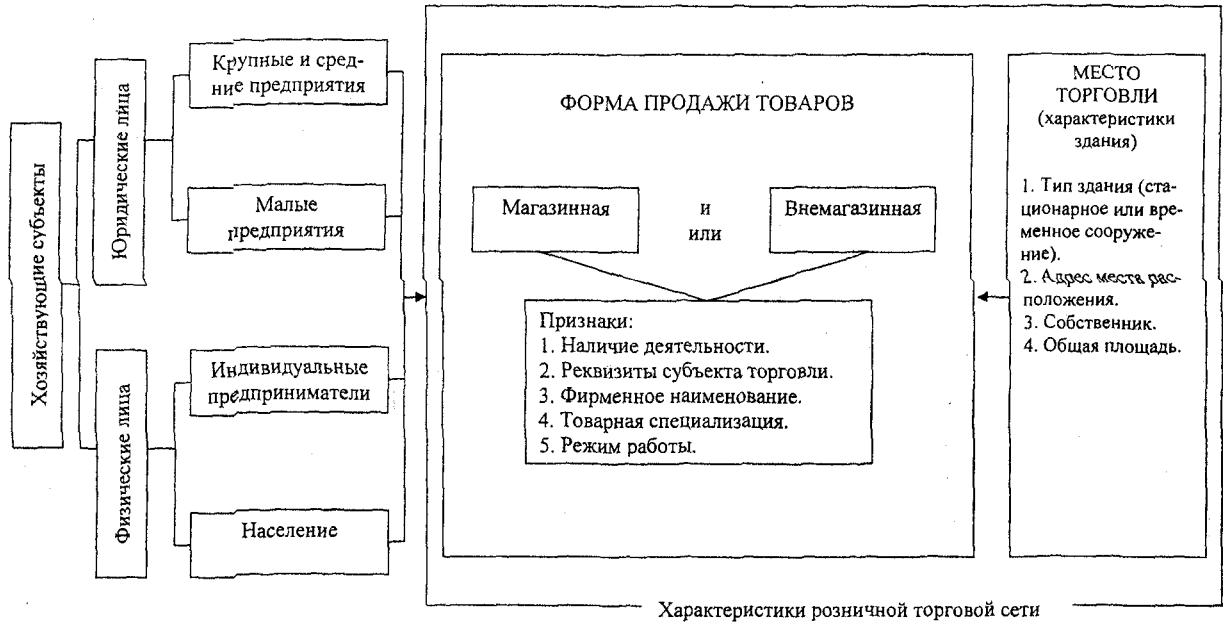 Хозяйствующие субъекты
Юридические лица
Физические лица
Крупные и сред-
ние предприятия
Малые
предприятия
Индивидуальные
предприниматели
Население
ФОРМА ПРОДАЖИ ТОВАРОВ
Магазинная
и
или
Внемагазинная
Признаки:
1. Наличие деятельности.
2. Реквизиты субъекта торговли.
3. Фирменное наименование.
4. Товарная специализация.
5. Режим работы.
МЕСТО
ТОРГОВЛИ
(характеристики
здания)
1. Тип здания (ста-
ционарное или вре-
менное сооруже-
ние).
2. Адрес места рас-
положения.
3. Собственник.
4. Общая площадь.
Характеристики розничной торговой сети